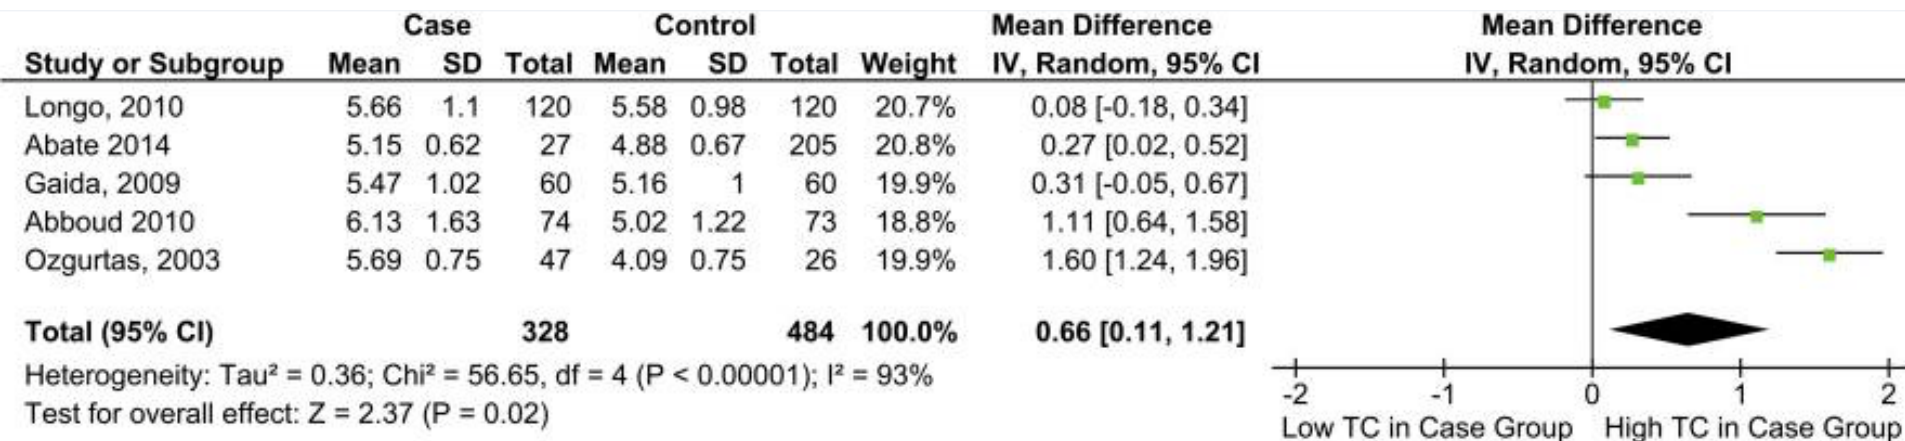 Case Control Mean Difference Mean Difference
Study or Subgroup Mean SD Total Mean SD Total Weight IV, Random, 95% CI IV, Random, 95% CI
Longo, 2010 5.66 1.1 120 5.58 0.98 120 20.7% 0.08 [-0.18, 0.34]
Abate 2014 5.15 0.62 27 4.88 0.67 205 20.8% 0.27 [0.02, 0.52]
Gaida, 2009 5.47 1.02 60 5.16 1 60 19.9% 0.31 [-0.05, 0.67]
Abboud 2010 6.13 1.63 74 5.02 1.22 73 18.8% 1.11 [0.64, 1.58]
Ozgurtas, 2003 5.69 0.75 47 4.09 0.75 26 19.9% 1.60 [1.24, 1.96]
Total (95% CI) 328 484 100.0% 0.66 [0.11, 1.21]
Heterogeneity: Tau² = 0.36; Chi² = 56.65, df = 4 (P < 0.00001); I² = 93%
Test for overall effect: Z = 2.37 (P = 0.02)
-2 -1 0 1 2
Low TC in Case Group High TC in Case Group